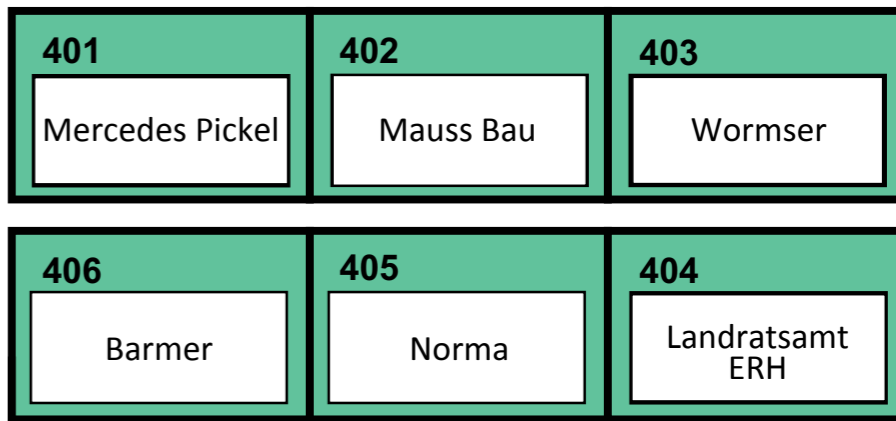 401
Mercedes Pickel
402
Mauss Bau
403
Wormser
406
Barmer
405
Norma
404
Landratsamt
ERH